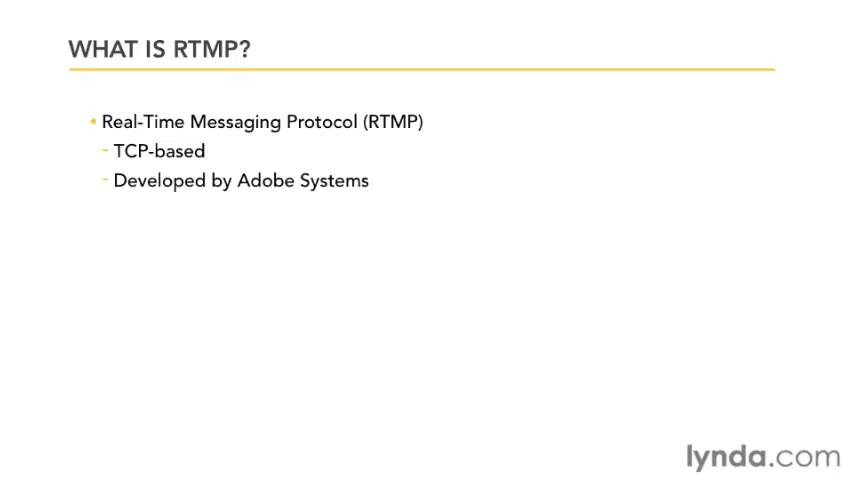 WHAT IS RTMP?
• Real-Time Messaging Protocol (RTMP)
- TCP-based
- Developed by Adobe Systems
lynda.com